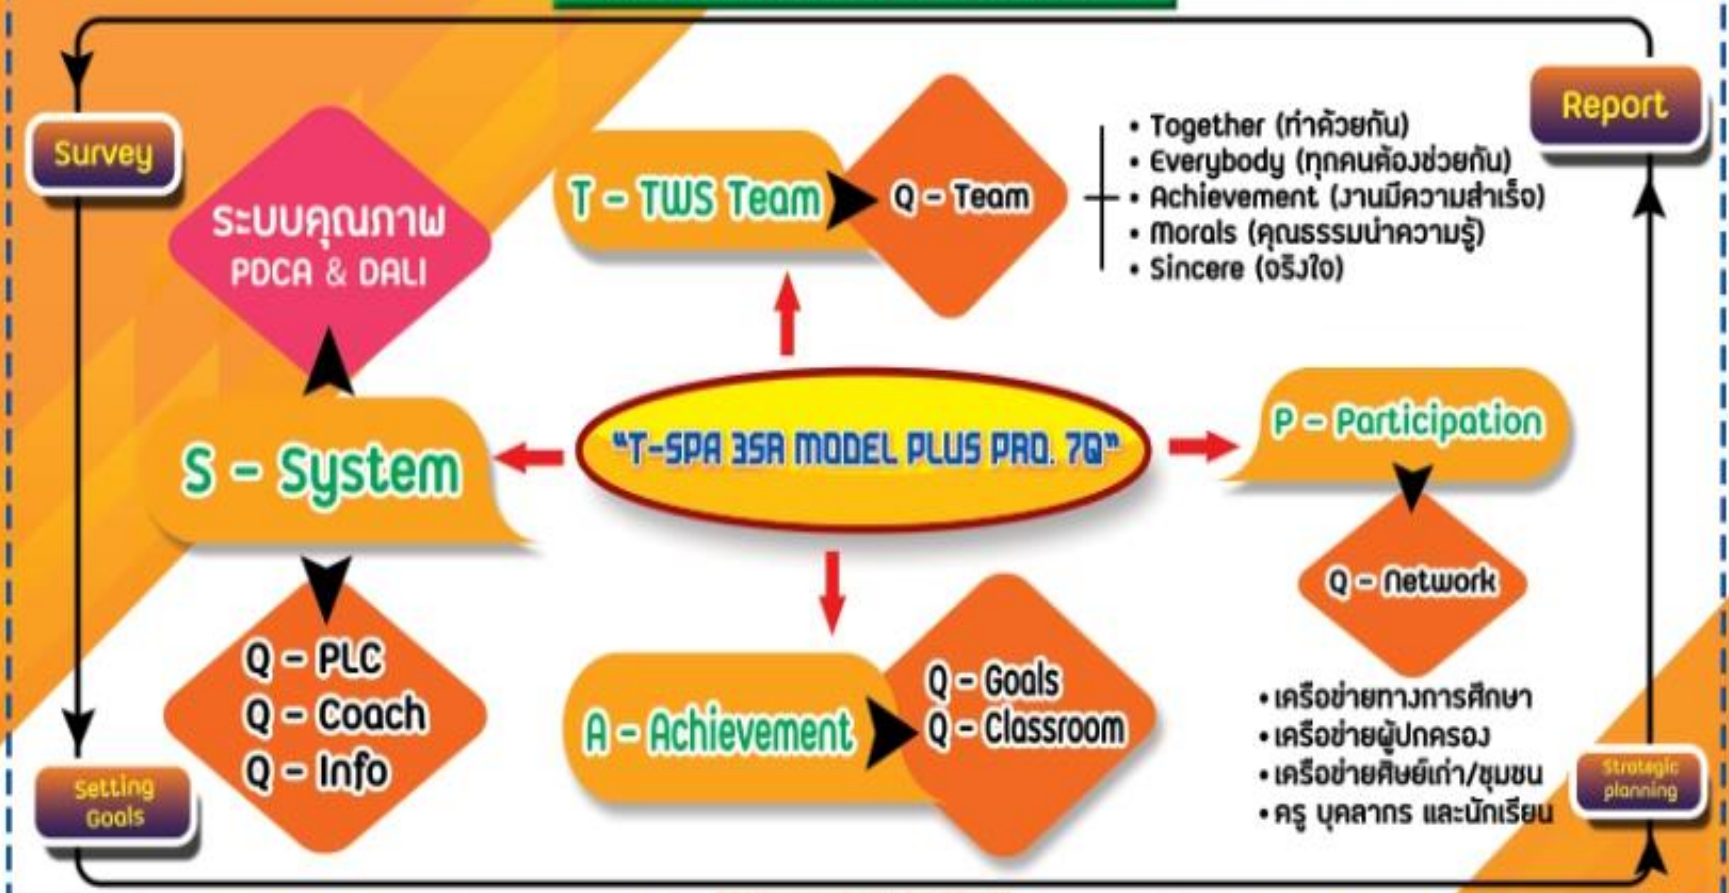 Survey
Report
ระบบคุณภาพ
PDCA & DALI
T - TWS Team
Q - Team
• Together (ทำด้วยกัน)
• Everybody (ทุกคนต้องช่วยกัน)
• Achievement (งานมีความสำเร็จ)
• Morals (คุณธรรมนำความรู้)
• Sincere (จริงใจ)
S - System
"T-SPA 3SR MODEL PLUS PRO. 7Q"
P - Participation
Q - Network
Q - PLC
Q - Coach
Q - Info
A - Achievement
Q - Goals
Q - Classroom
• เครือข่ายทางการศึกษา
• เครือข่ายผู้ปกครอง
• เครือข่ายศิษย์เก่า/ชุมชน
• ครู บุคลากร และนักเรียน
Setting
Goals
Strategic
planning